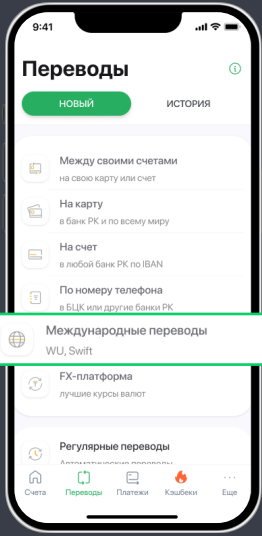 9:41
Переводы
НОВЫЙ
ИСТОРИЯ
Между своими счетами
на свою карту или счет
На карту
в банк РК и по всему миру
На счет
в любой банк РК по IBAN
По номеру телефона
в БЦК или другие банки РК
Международные переводы
WU, Swift
FX-платформа
лучшие курсы валют
Регулярные переводы
Автоматические переводы
Счета Переводы Платежи Кэшбеки Еще